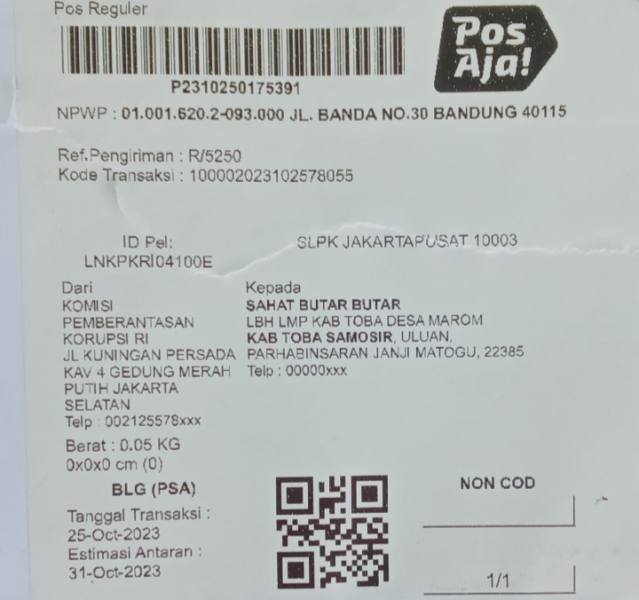 Pos Reguler
Pos
Aja!
P2310250175391
NPWP : 01.001.620.2-093.000 JL. BANDA NO.30 BANDUNG 40115
Ref.Pengiriman : R/5250
Kode Transaksi : 100002023102578055
ID Pel: SLPK JAKARTAPUSAT 10003
LNKPKRI04100E
Dari
KOMISI
PEMBERANTASAN
KORUPSI RI
JL KUNINGAN PERSADA
KAV 4 GEDUNG MERAH
PUTIH JAKARTA
SELATAN
Telp : 002125578xxx
Kepada
SAHAT BUTAR BUTAR
LBH LMP KAB TOBA DESA MAROM
KAB TOBA SAMOSIR, ULUAN,
PARHABINSARAN JANJI MATOGU, 22385
Telp : 00000xxx
Berat : 0.05 KG
0x0x0 cm (0)
BLG (PSA)
Tanggal Transaksi :
25-Oct-2023
Estimasi Antaran :
31-Oct-2023
NON COD
1/1